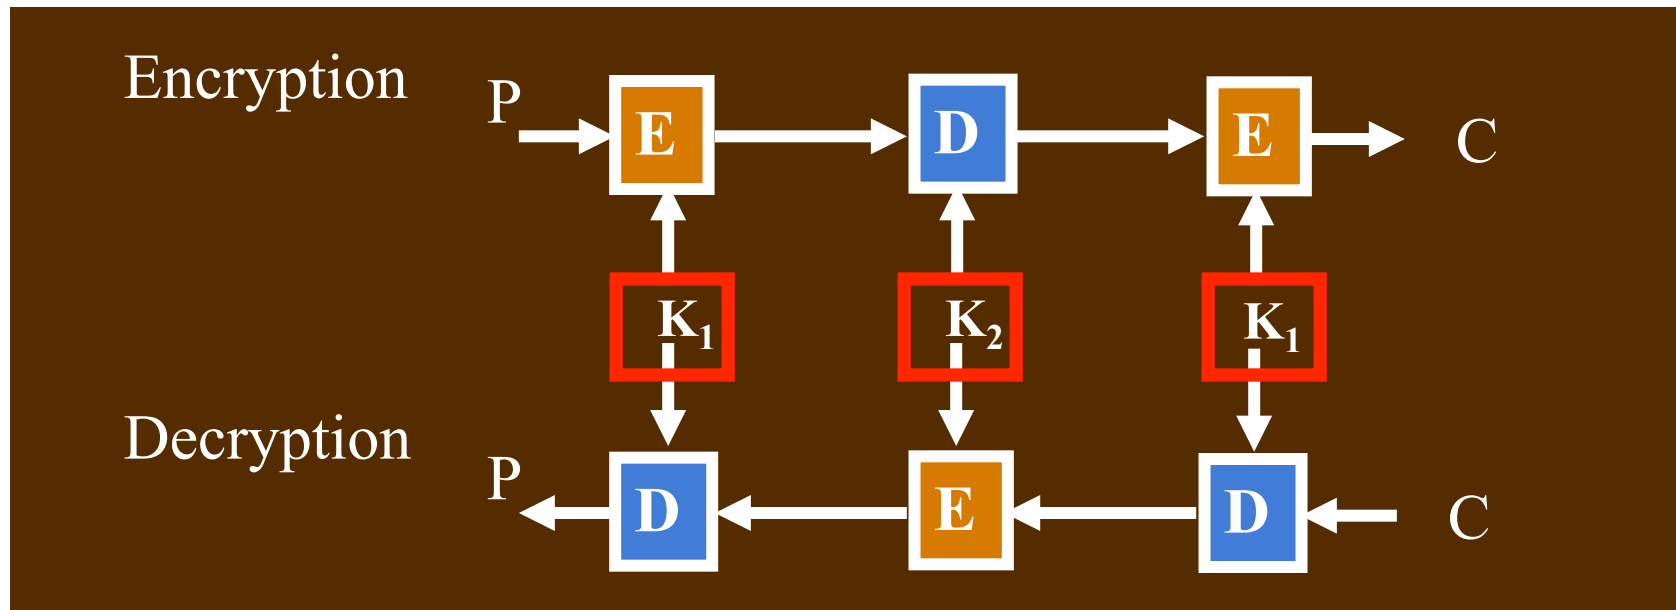 Encryption
P E D E C
K₁ K₂ K₁
Decryption
P D E D C